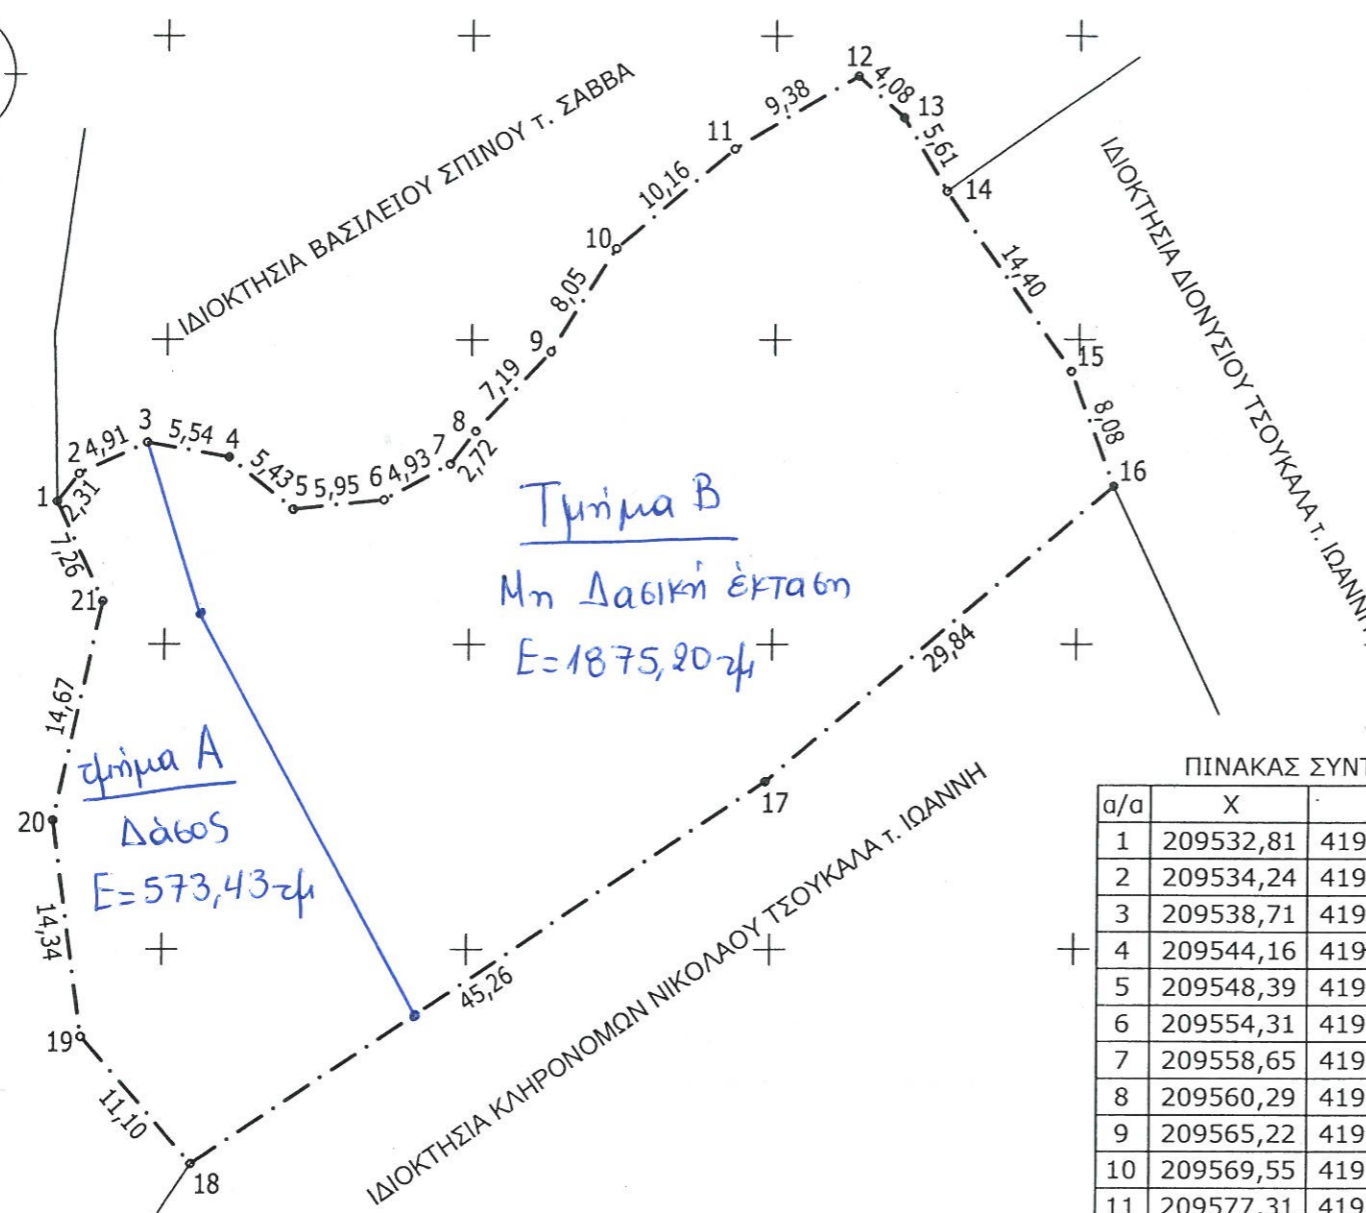 12
4,08
13
9,38
11
5,61
14
ΙΔΙΟΚΤΗΣΙΑ ΒΑΣΙΛΕΙΟΥ ΣΠΙΝΟΥ τ. ΣΑΒΒΑ
10,16
10
14,40
ΙΔΙΟΚΤΗΣΙΑ ΔΙΟΝΥΣΙΟΥ ΤΣΟΥΚΑΛΑ τ. ΙΩΑΝΝΗ
8,05
9
15
7,19
8
8,08
3
5,54
4
2
4,91
7
2,72
16
5,43
5
5,95
6
4,93
1
2,31
7,26
21
Τμήμα Β
Μη Δασική έκταση
Ε=1875,20 τμ
29,84
14,67
τμήμα Α
Δάσος
Ε=573,43 τμ
20
17
14,34
45,26
ΙΔΙΟΚΤΗΣΙΑ ΚΛΗΡΟΝΟΜΩΝ ΝΙΚΟΛΑΟΥ ΤΣΟΥΚΑΛΑ τ. ΙΩΑΝΝΗ
19
11,10
18
ΠΙΝΑΚΑΣ ΣΥΝΤ
α/α Χ
1 209532,81 419
2 209534,24 419
3 209538,71 419
4 209544,16 419
5 209548,39 419
6 209554,31 419
7 209558,65 419
8 209560,29 419
9 209565,22 419
10 209569,55 419
11 209577,31 419